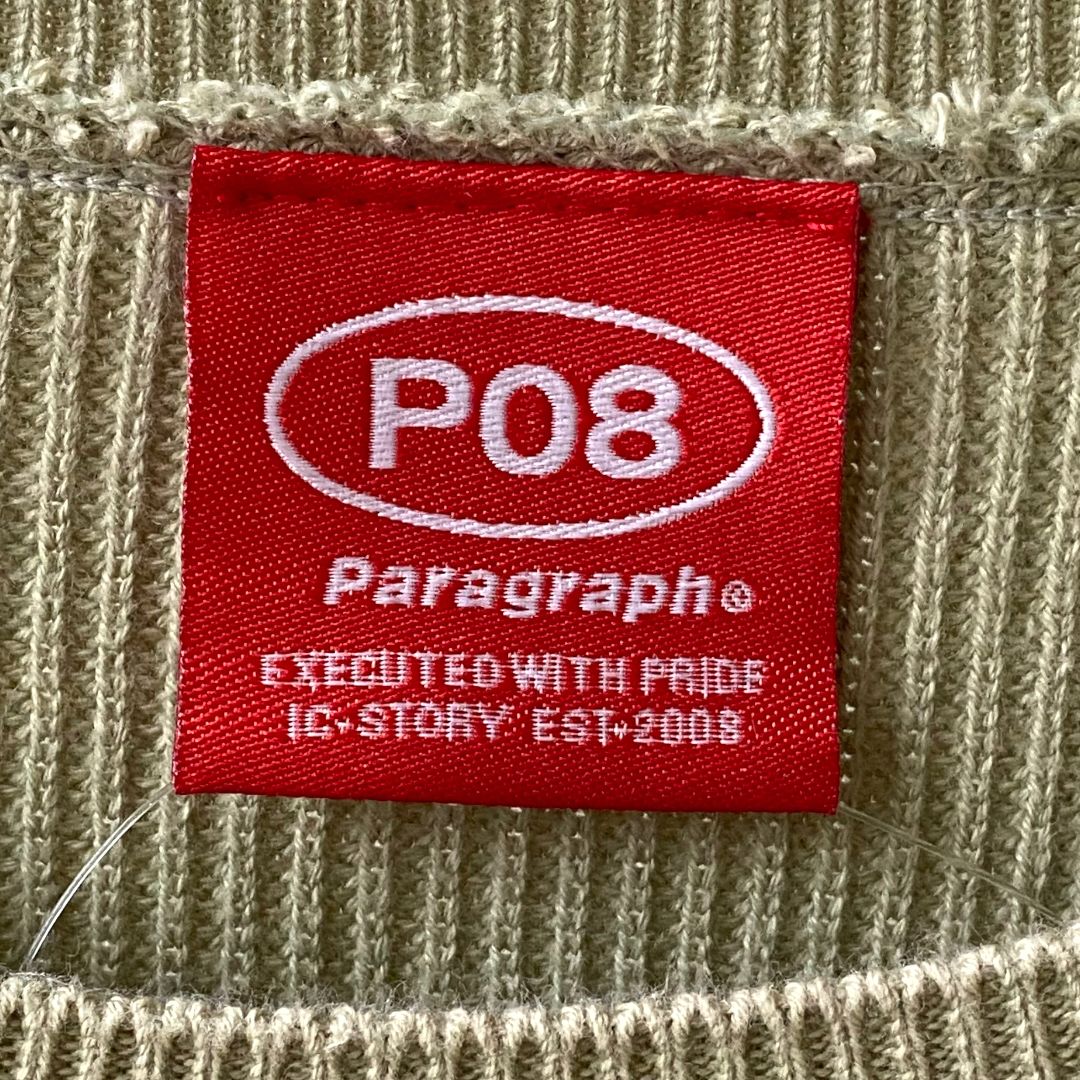 P08
Paragraph®
EXECUTED WITH PRIDE
IC★STORY EST★2008